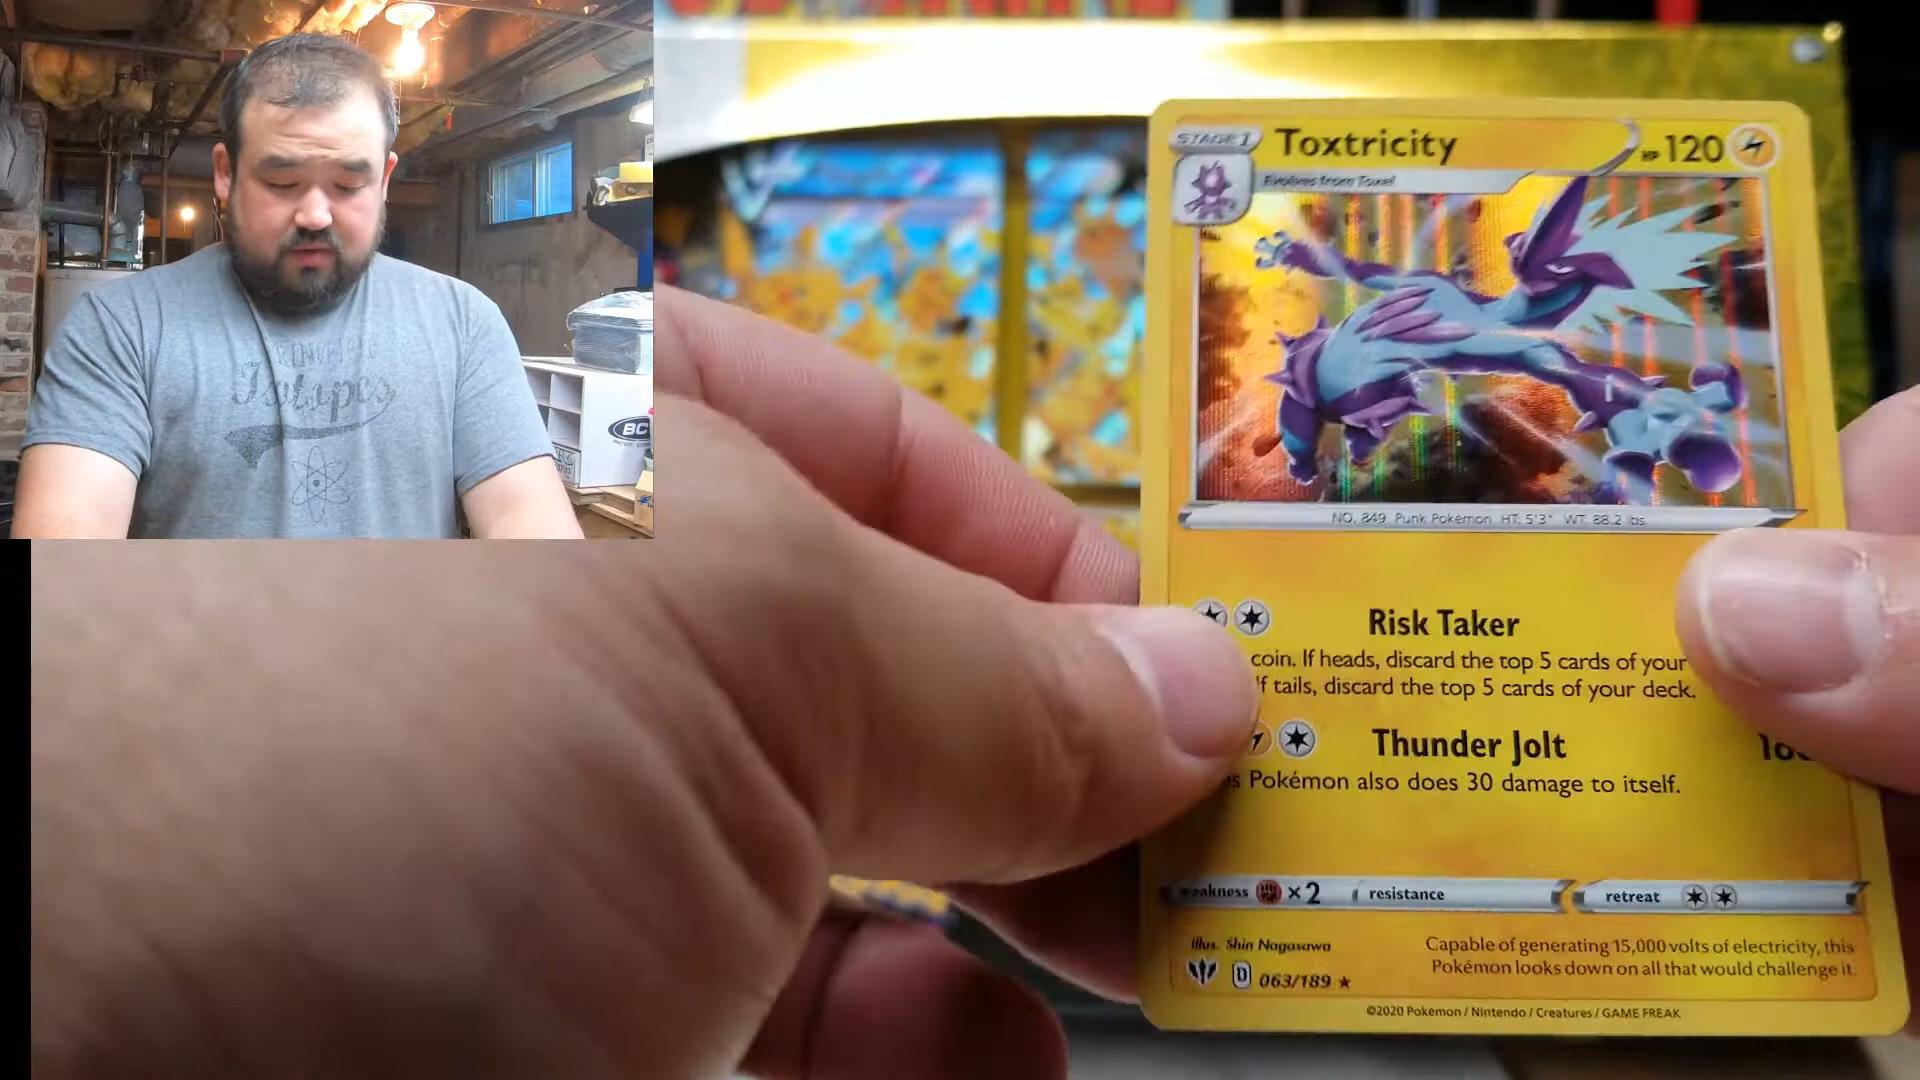 Isotopes
BC
STAGE 1
Toxtricity
HP 120
Evolves from Toxel
NO. 849 Punk Pokémon HT: 5'3" WT: 88.2 lbs
Risk Taker
coin. If heads, discard the top 5 cards of your
If tails, discard the top 5 cards of your deck.
Thunder Jolt
Pokémon also does 30 damage to itself.
weakness ×2 resistance retreat
Illus. Shin Nagasawa
Capable of generating 15,000 volts of electricity, this
Pokémon looks down on all that would challenge it.
D 063/189
©2020 Pokémon / Nintendo / Creatures / GAME FREAK